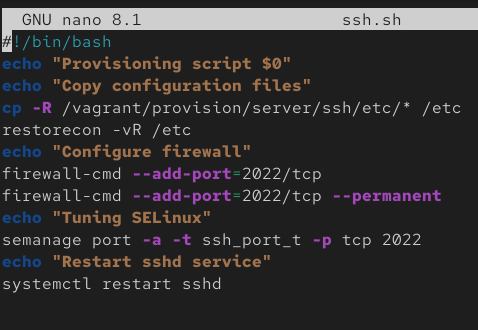 GNU nano 8.1 ssh.sh
#!/bin/bash
echo "Provisioning script $0"
echo "Copy configuration files"
cp -R /vagrant/provision/server/ssh/etc/* /etc
restorecon -vR /etc
echo "Configure firewall"
firewall-cmd --add-port=2022/tcp
firewall-cmd --add-port=2022/tcp --permanent
echo "Tuning SELinux"
semanage port -a -t ssh_port_t -p tcp 2022
echo "Restart sshd service"
systemctl restart sshd